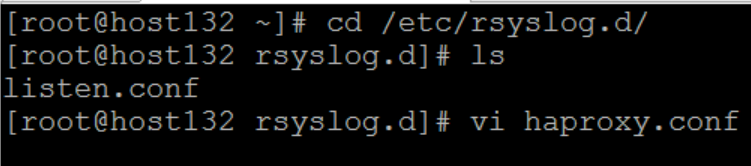 [root@host132 ~]# cd /etc/rsyslog.d/
[root@host132 rsyslog.d]# ls
listen.conf
[root@host132 rsyslog.d]# vi haproxy.conf